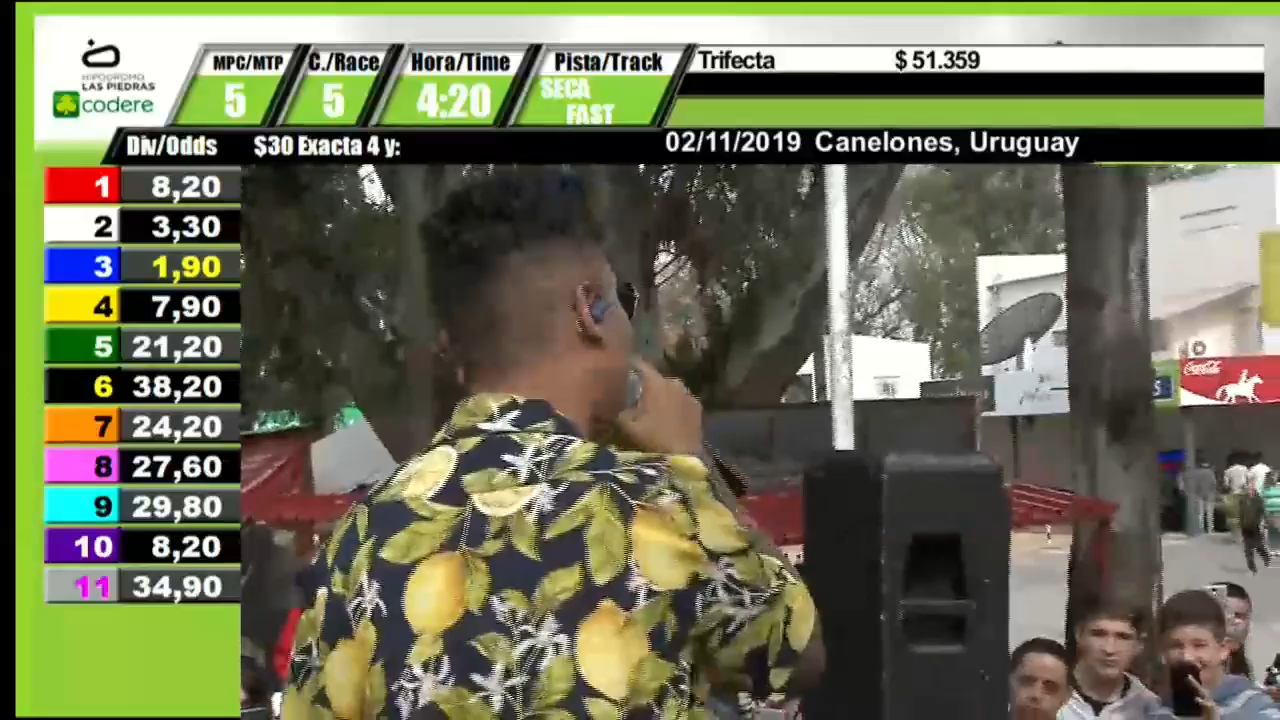 HIPODROMO
LAS PIEDRAS
codere
MPC/MTP
5
C./Race
5
Hora/Time
4:20
Pista/Track
SECA
FAST
Trifecta $ 51.359
Div/Odds $30 Exacta 4 y: 02/11/2019 Canelones, Uruguay
1 8,20
2 3,30
3 1,90
4 7,90
5 21,20
6 38,20
7 24,20
8 27,60
9 29,80
10 8,20
11 34,90
Coca-Cola